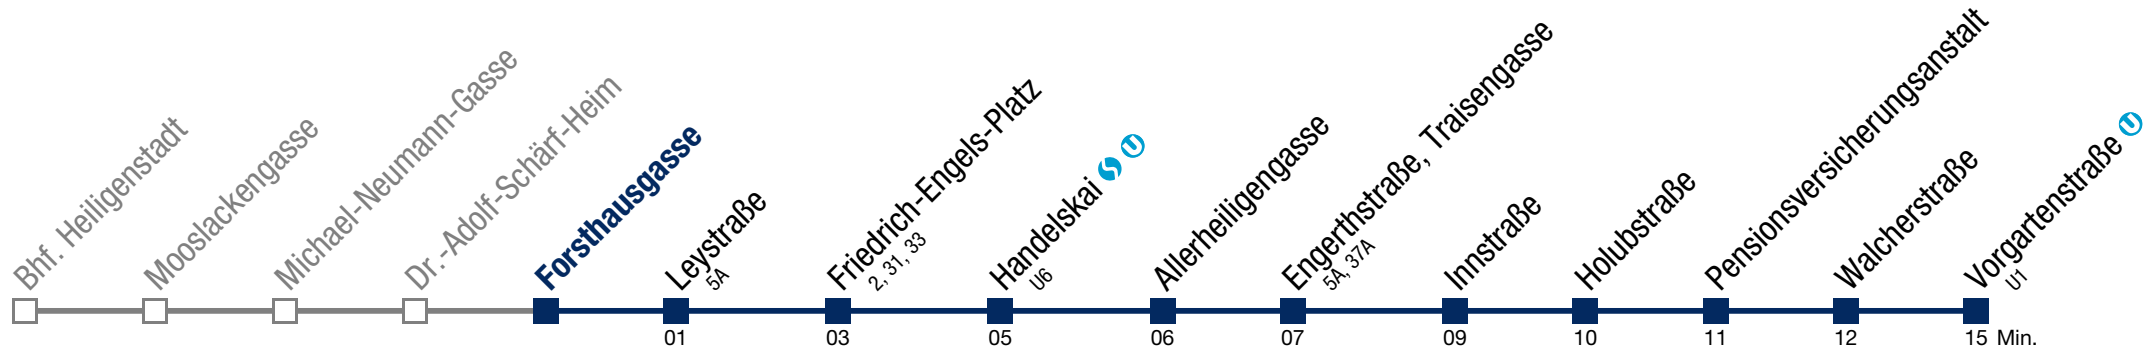 Bhf. Heiligenstadt
Mooslackengasse
Michael-Neumann-Gasse
Dr.-Adolf-Schärf-Heim
Forsthausgasse
Leystraße
5A
Friedrich-Engels-Platz
2, 31, 33
Handelskai S U
U6
Allerheiligengasse
Engerthstraße, Traisengasse
5A, 37A
Innstraße
Holubstraße
Pensionsversicherungsanstalt
Walcherstraße
Vorgartenstraße U
U1
01 03 05 06 07 09 10 11 12 15 Min.